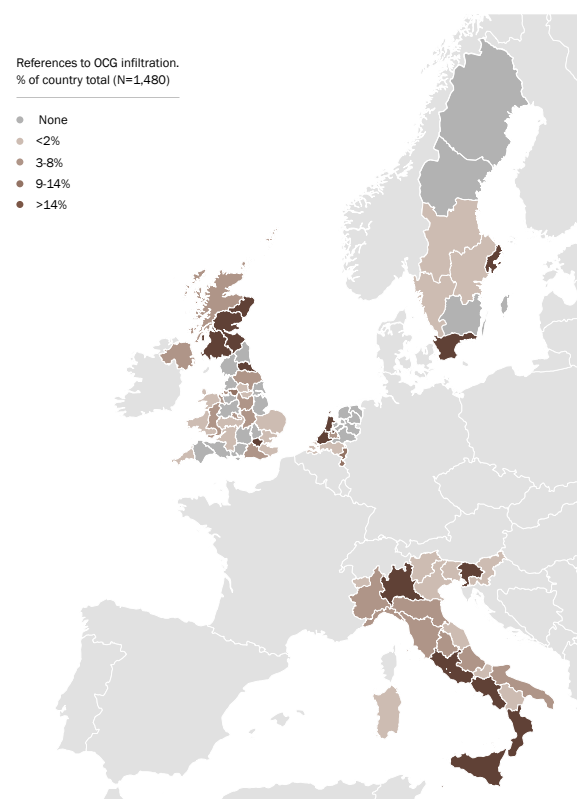 References to OCG infiltration.
% of country total (N=1,480)
None
<2%
3-8%
9-14%
>14%